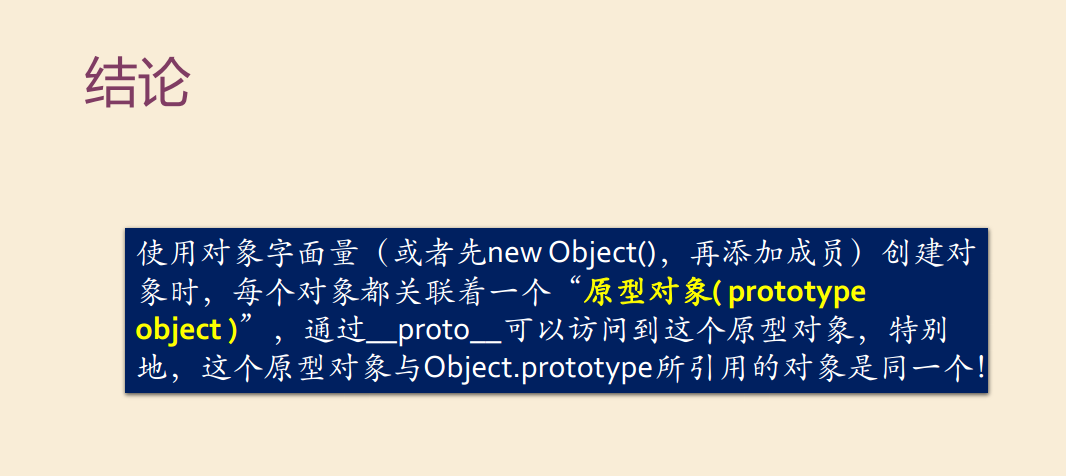 结论
使用对象字面量（或者先new Object()，再添加成员）创建对
象时，每个对象都关联着一个“原型对象( prototype
object )”，通过__proto__可以访问到这个原型对象，特别
地，这个原型对象与Object.prototype所引用的对象是同一个!